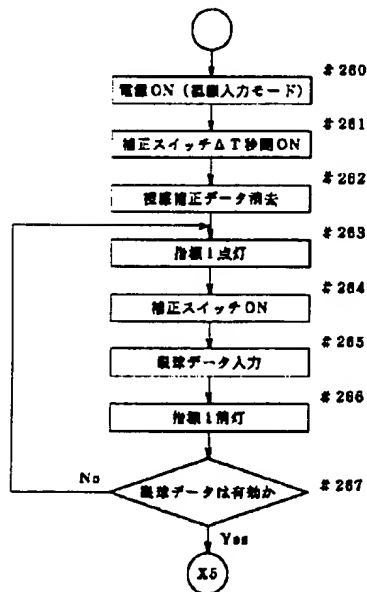 #260
電源ON（視線入力モード）
#261
補正スイッチΔT秒間ON
#262
視線補正データ消去
#263
指標1点灯
#264
補正スイッチON
#265
眼球データ入力
#266
指標1消灯
#267
眼球データは有効か
No
Yes
X5